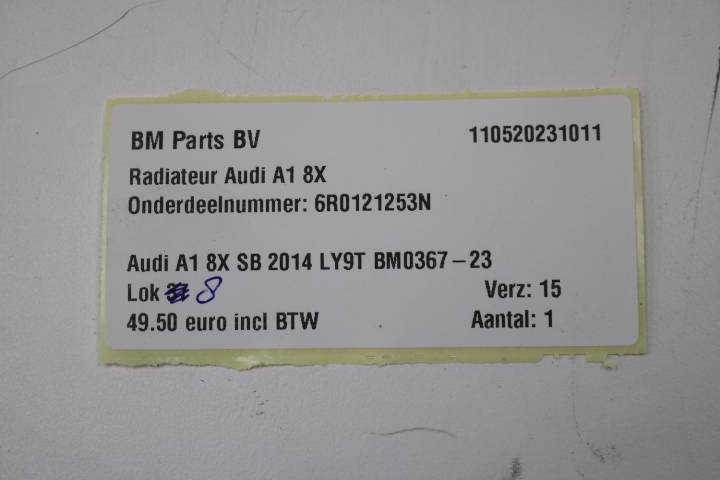 BM Parts BV 110520231011
Radiateur Audi A1 8X
Onderdeelnummer: 6R0121253N
Audi A1 8X SB 2014 LY9T BM0367-23
Lok 8 Verz: 15
49.50 euro incl BTW Aantal: 1